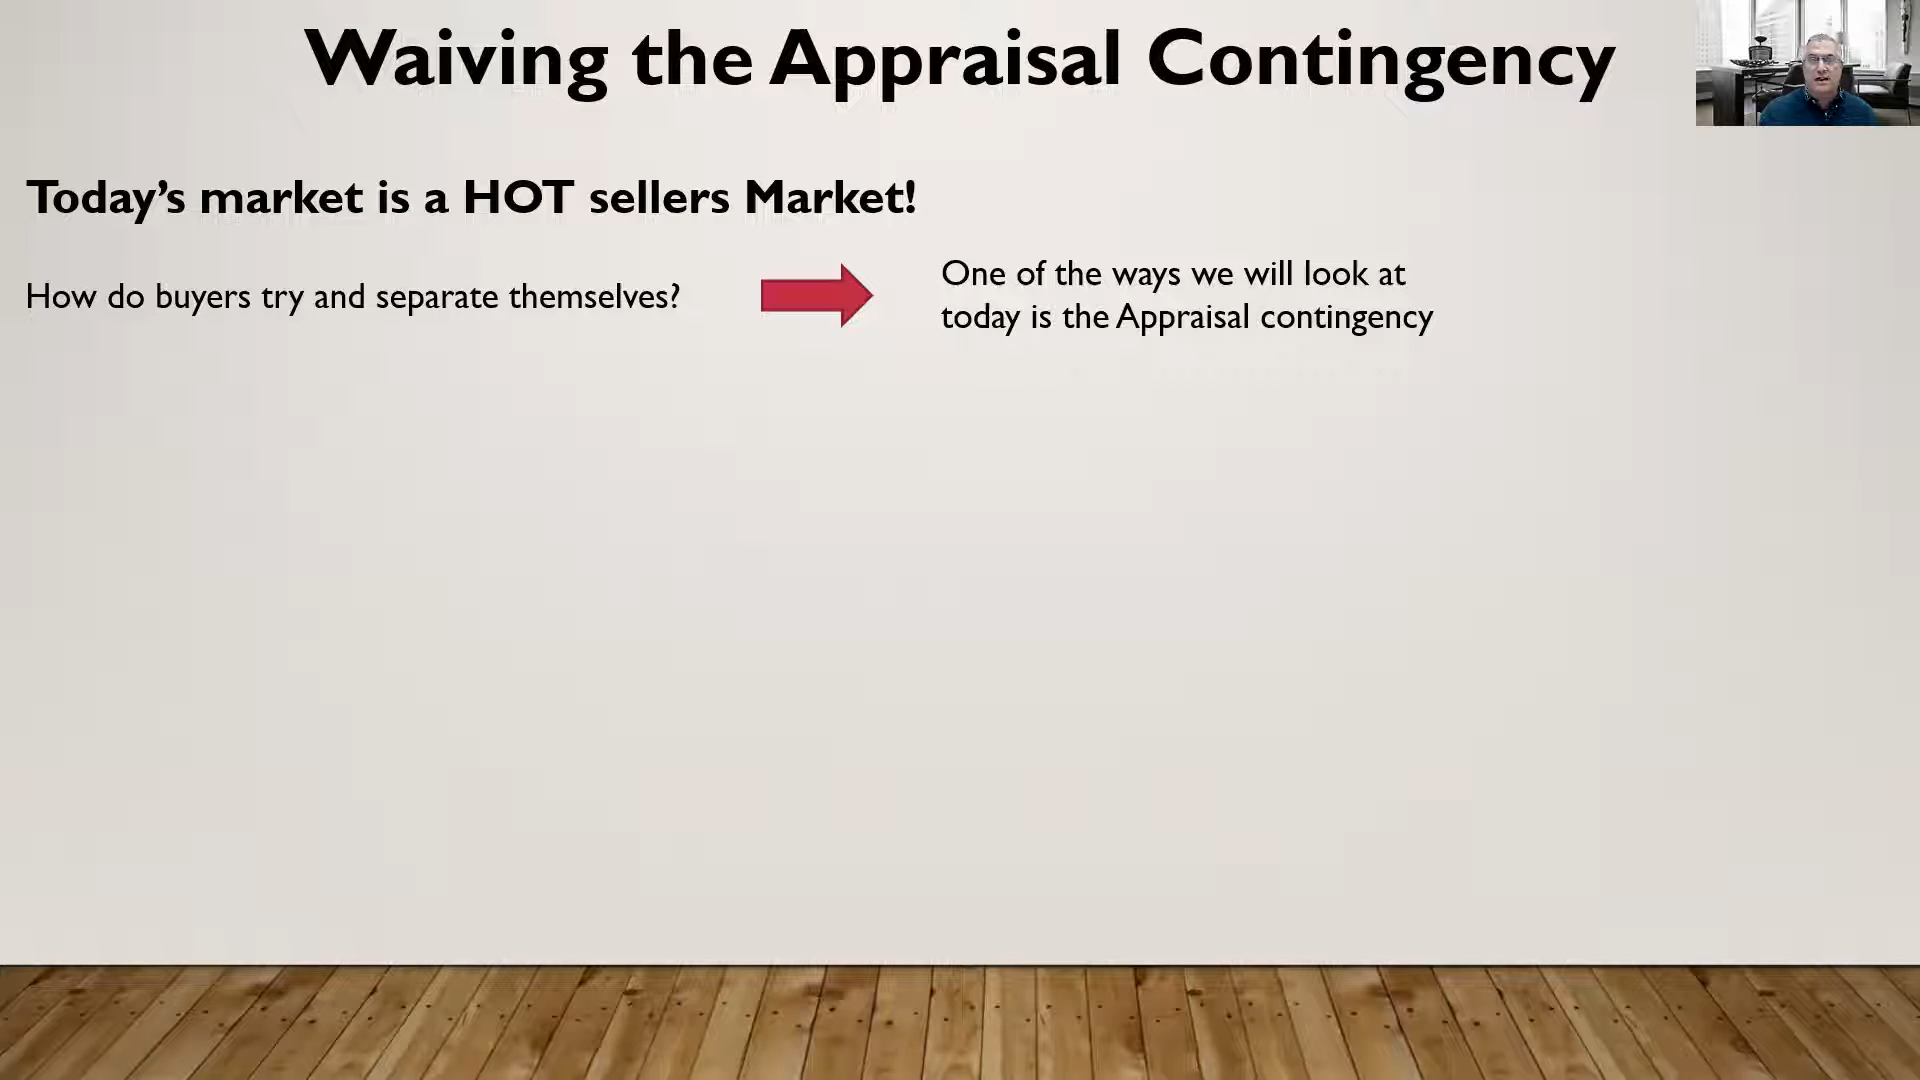 Waiving the Appraisal Contingency
Today's market is a HOT sellers Market!
How do buyers try and separate themselves?
One of the ways we will look at
today is the Appraisal contingency